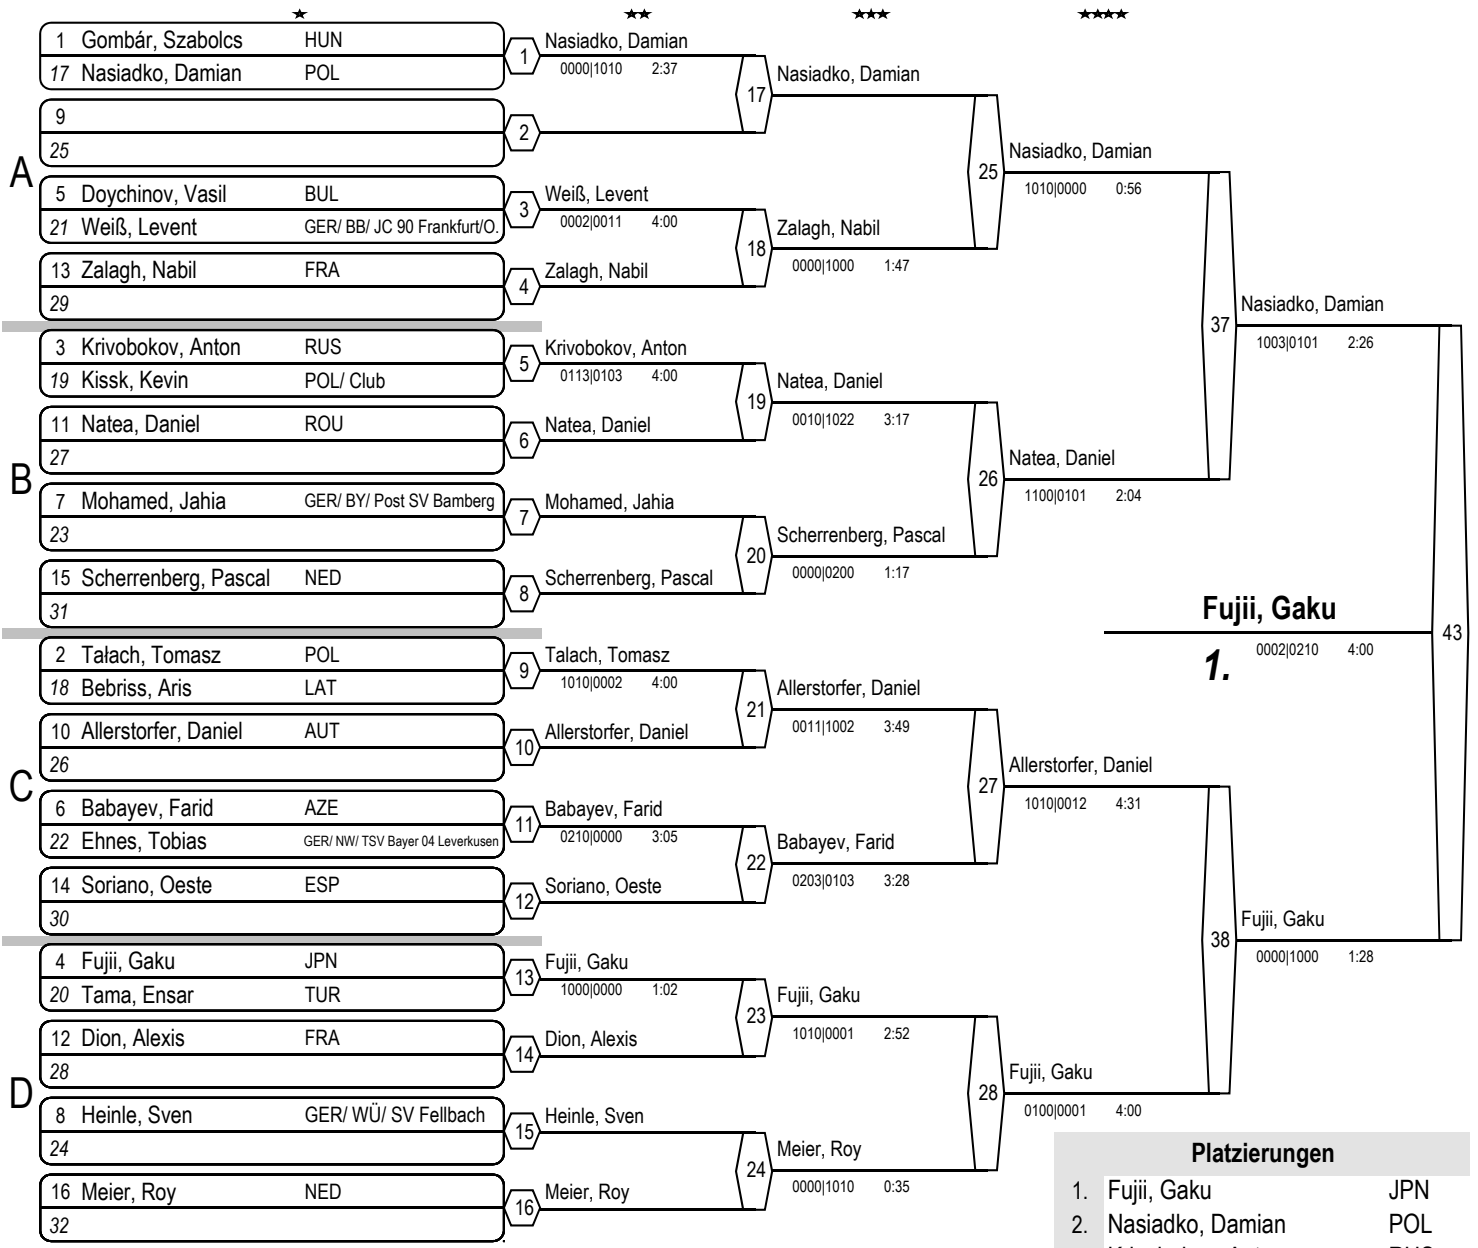 ★ ★★ ★★★ ★★★★
1 Gombár, Szabolcs HUN
17 Nasiadko, Damian POL
9
25
A
5 Doychinov, Vasil BUL
21 Weiß, Levent GER/ BB/ JC 90 Frankfurt/O.
13 Zalagh, Nabil FRA
29
3 Krivobokov, Anton RUS
19 Kissk, Kevin POL/ Club
11 Natea, Daniel ROU
27
B
7 Mohamed, Jahia GER/ BY/ Post SV Bamberg
23
15 Scherrenberg, Pascal NED
31
2 Tałach, Tomasz POL
18 Bebriss, Aris LAT
10 Allerstorfer, Daniel AUT
26
C
6 Babayev, Farid AZE
22 Ehnes, Tobias GER/ NW/ TSV Bayer 04 Leverkusen
14 Soriano, Oeste ESP
30
4 Fujii, Gaku JPN
20 Tama, Ensar TUR
12 Dion, Alexis FRA
28
D
8 Heinle, Sven GER/ WÜ/ SV Fellbach
24
16 Meier, Roy NED
32
1 Nasiadko, Damian
0000|1010 2:37
2
3 Weiß, Levent
0002|0011 4:00
4 Zalagh, Nabil
5 Krivobokov, Anton
0113|0103 4:00
6 Natea, Daniel
7 Mohamed, Jahia
8 Scherrenberg, Pascal
9 Talach, Tomasz
1010|0002 4:00
10 Allerstorfer, Daniel
11 Babayev, Farid
0210|0000 3:05
12 Soriano, Oeste
13 Fujii, Gaku
1000|0000 1:02
14 Dion, Alexis
15 Heinle, Sven
16 Meier, Roy
17 Nasiadko, Damian
18 Zalagh, Nabil
0000|1000 1:47
19 Natea, Daniel
0010|1022 3:17
20 Scherrenberg, Pascal
0000|0200 1:17
21 Allerstorfer, Daniel
0011|1002 3:49
22 Babayev, Farid
0203|0103 3:28
23 Fujii, Gaku
1010|0001 2:52
24 Meier, Roy
0000|1010 0:35
25 Nasiadko, Damian
1010|0000 0:56
26 Natea, Daniel
1100|0101 2:04
27 Allerstorfer, Daniel
1010|0012 4:31
28 Fujii, Gaku
0100|0001 4:00
37 Nasiadko, Damian
1003|0101 2:26
38 Fujii, Gaku
0000|1000 1:28
43
Fujii, Gaku
1. 0002|0210 4:00
Platzierungen
1. Fujii, Gaku JPN
2. Nasiadko, Damian POL